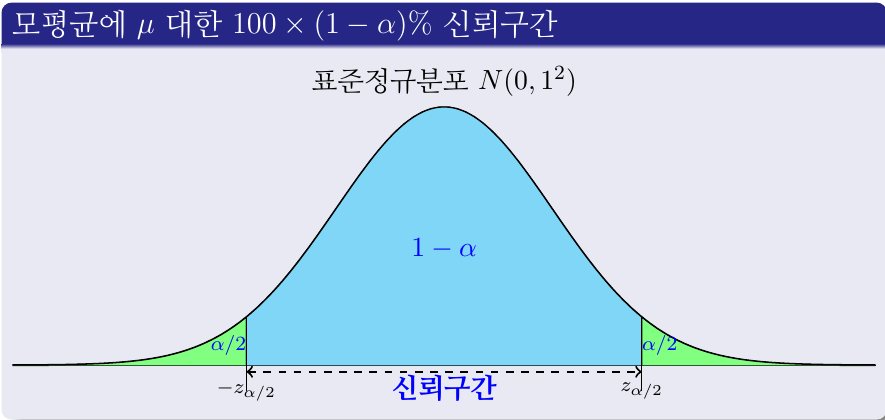 모평균에 μ 대한 100 × (1 − α)% 신뢰구간
표준정규분포 N(0, 1²)
1 − α
α/2
α/2
−z_{α/2}
신뢰구간
z_{α/2}